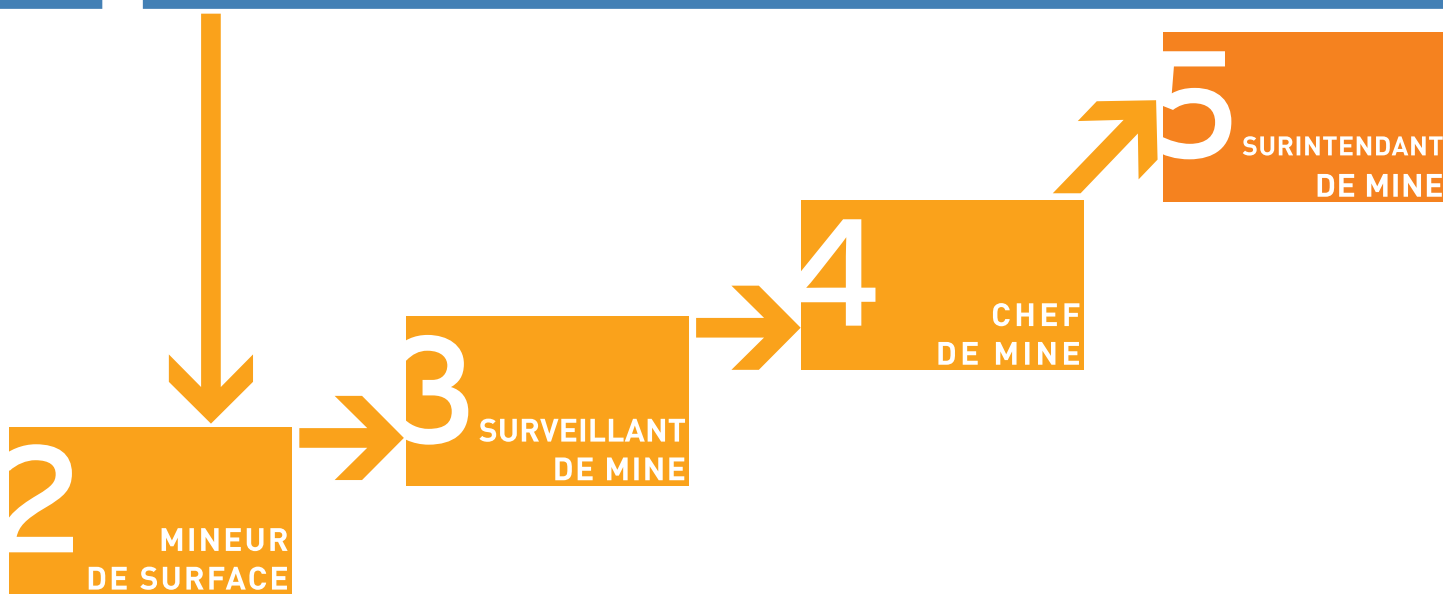 5
SURINTENDANT
DE MINE
4
CHEF
DE MINE
3
SURVEILLANT
DE MINE
2
MINEUR
DE SURFACE